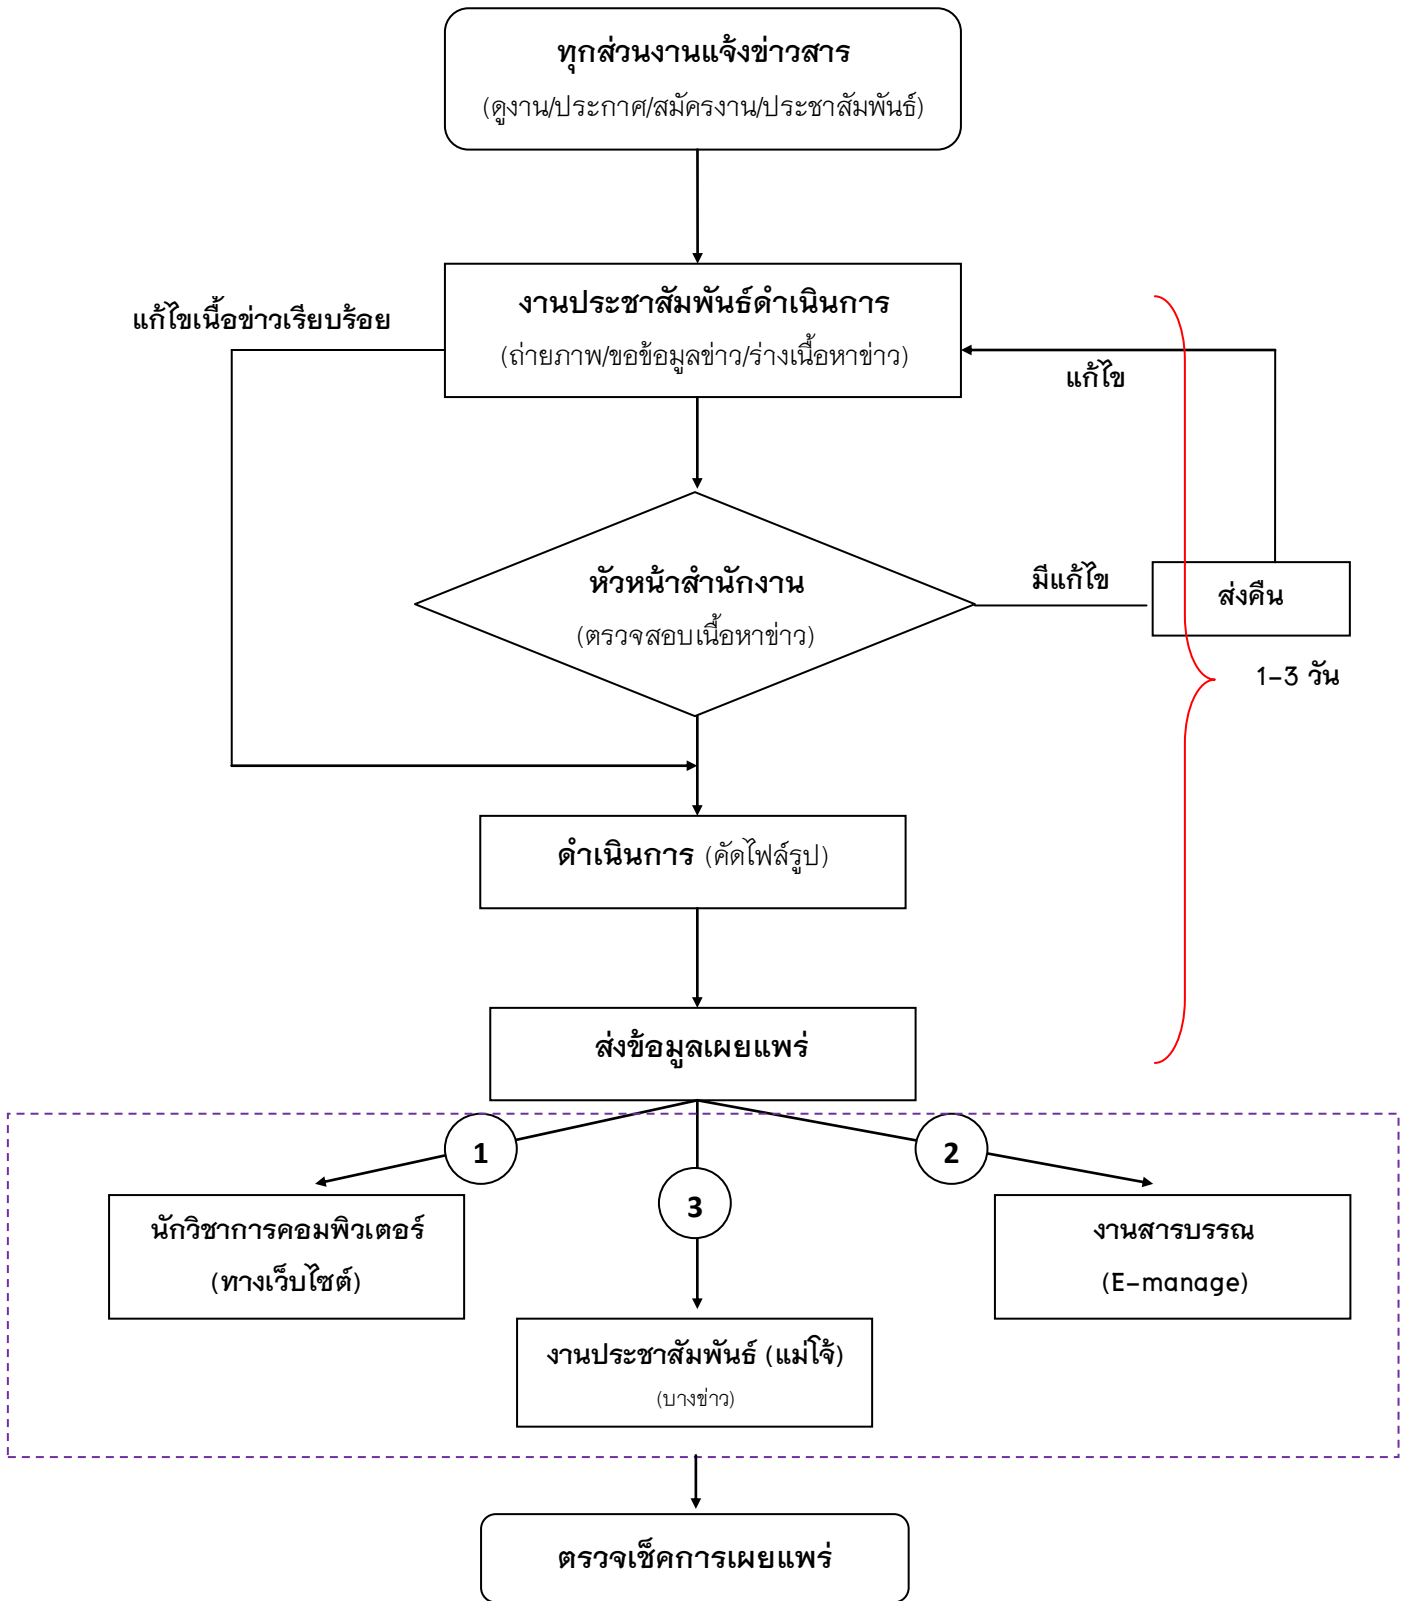 ทุกส่วนงานแจ้งข่าวสาร
(ดูงาน/ประกาศ/สมัครงาน/ประชาสัมพันธ์)
งานประชาสัมพันธ์ดำเนินการ
(ถ่ายภาพ/ขอข้อมูลข่าว/ร่างเนื้อหาข่าว)
แก้ไขเนื้อข่าวเรียบร้อย
แก้ไข
หัวหน้าสำนักงาน
(ตรวจสอบเนื้อหาข่าว)
มีแก้ไข
ส่งคืน
1-3 วัน
ดำเนินการ (คัดไฟล์รูป)
ส่งข้อมูลเผยแพร่
1
2
3
นักวิชาการคอมพิวเตอร์
(ทางเว็บไซต์)
งานสารบรรณ
(E-manage)
งานประชาสัมพันธ์ (แม่โจ้)
(บางข่าว)
ตรวจเช็คการเผยแพร่